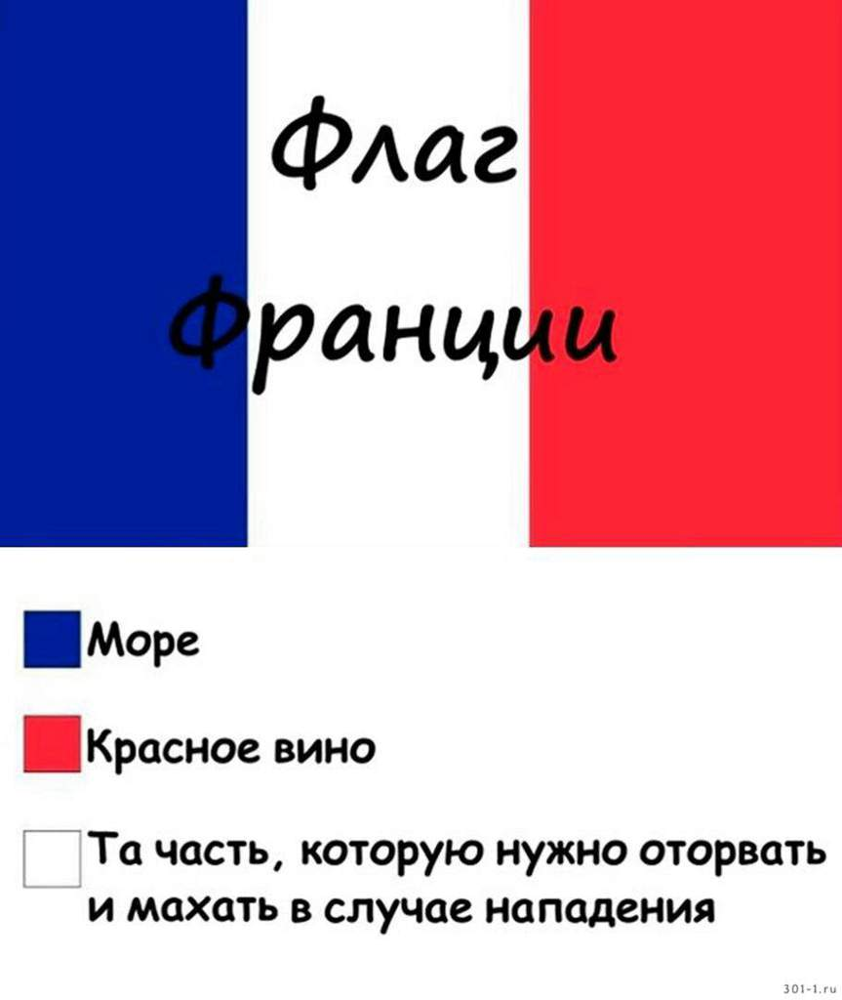 Флаг
Франции
Море
Красное вино
Та часть, которую нужно оторвать
и махать в случае нападения
301-1.ru